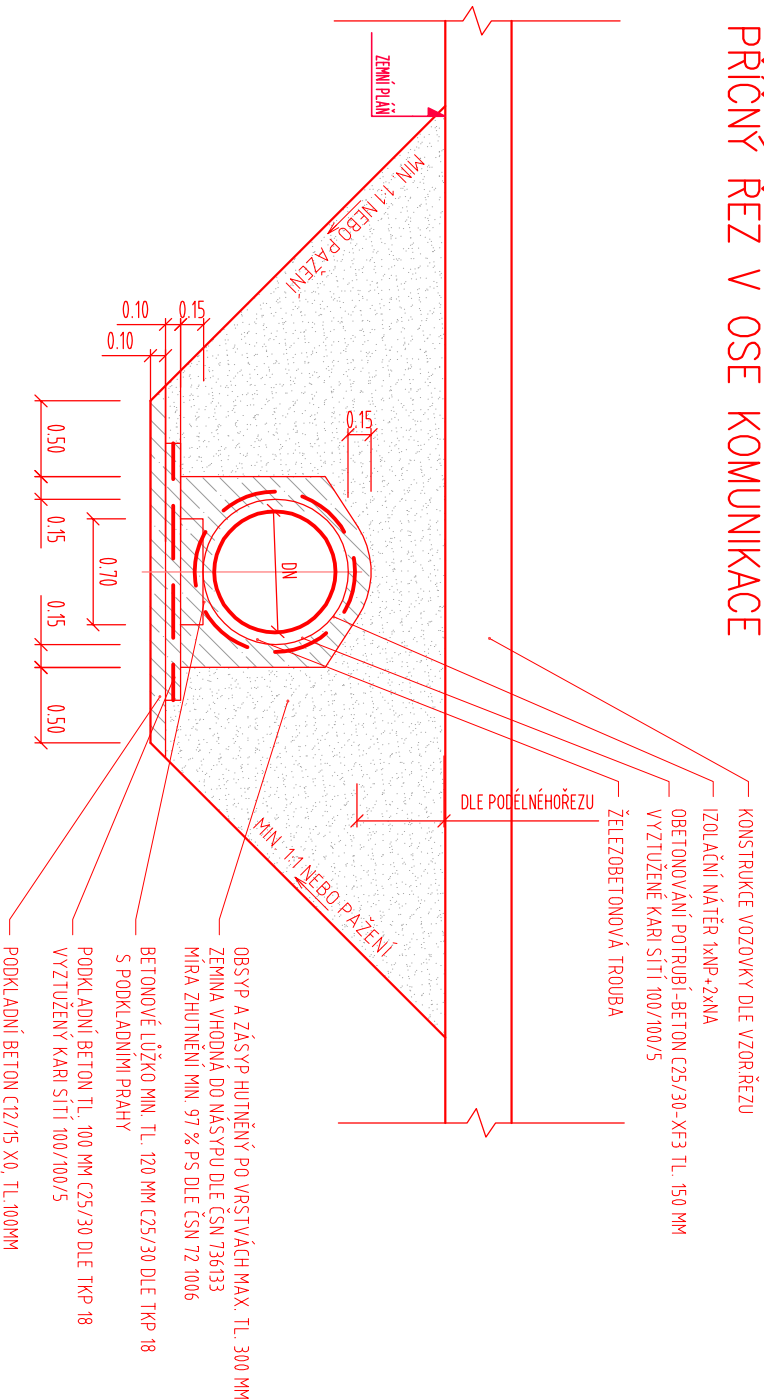 PŘÍČNÝ ŘEZ V OSE KOMUNIKACE
KONSTRUKCE VOZOVKY DLE VZOR.ŘEZU
IZOLAČNÍ NÁTĚR 1xNP+2xNA
OBETONOVÁNÍ POTRUBÍ-BETON C25/30-XF3 TL. 150 MM
VYZTUŽENÉ KARI SÍTÍ 100/100/5
ŽELEZOBETONOVÁ TROUBA
DLE PODÉLNÉHOŘEZU
ZEMNÍ PLÁŇ
MIN. 1:1 NEBO PAŽENÍ
MIN. 1:1 NEBO PAŽENÍ
0.15
DN
0.15
0.10
0.10
0.50
0.15
0.70
0.15
0.50
OBSYP A ZÁSYP HUTNĚNÝ PO VRSTVÁCH MAX. TL. 300 MM
ZEMINA VHODNÁ DO NÁSYPU DLE ČSN 736133
MÍRA ZHUTNĚNÍ MIN. 97 % PS DLE ČSN 72 1006
BETONOVÉ LŮŽKO MIN. TL. 120 MM C25/30 DLE TKP 18
S PODKLADNÍMI PRAHY
PODKLADNÍ BETON TL. 100 MM C25/30 DLE TKP 18
VYZTUŽENÝ KARI SÍTÍ 100/100/5
PODKLADNÍ BETON C12/15 X0, TL.100MM